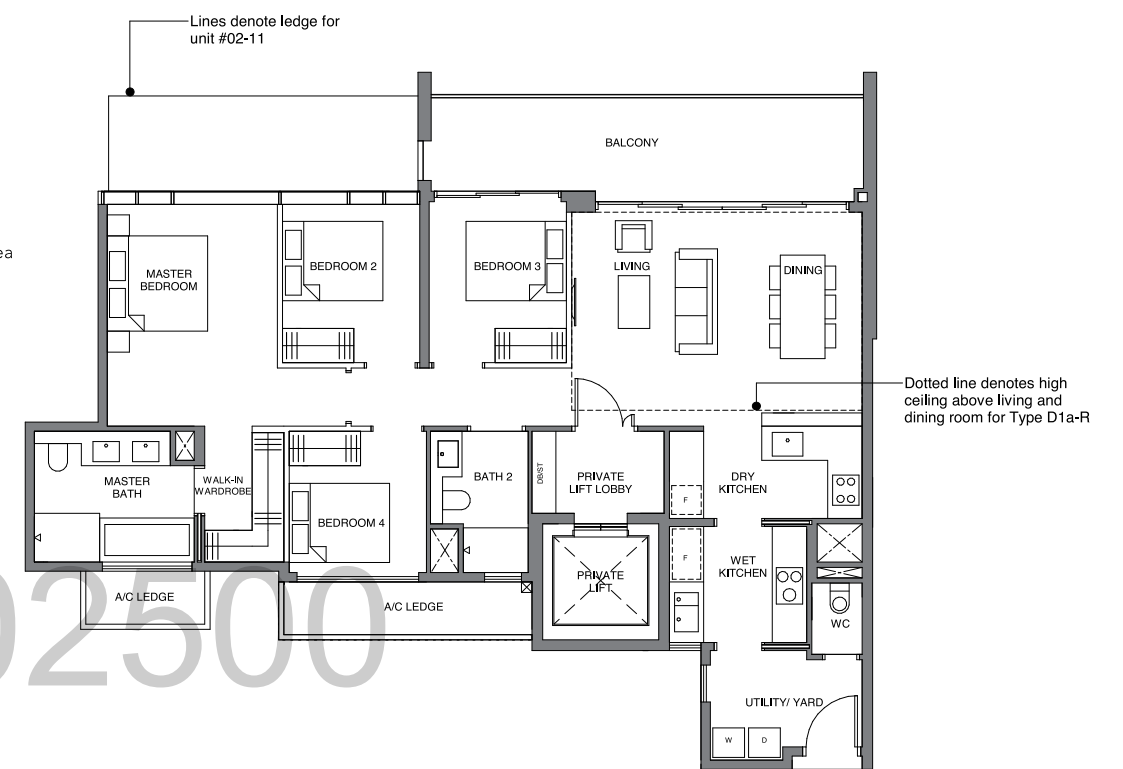 Lines denote ledge for
unit #02-11
BALCONY
ea
MASTER
BEDROOM
BEDROOM 2
BEDROOM 3
LIVING
DINING
Dotted line denotes high
ceiling above living and
dining room for Type D1a-R
MASTER
BATH
WALK-IN
WARDROBE
BEDROOM 4
BATH 2
DB/ST
PRIVATE
LIFT LOBBY
F
DRY
KITCHEN
F
WET
KITCHEN
PRIVATE
LIFT
A/C LEDGE
A/C LEDGE
WC
UTILITY/ YARD
W
D
02500